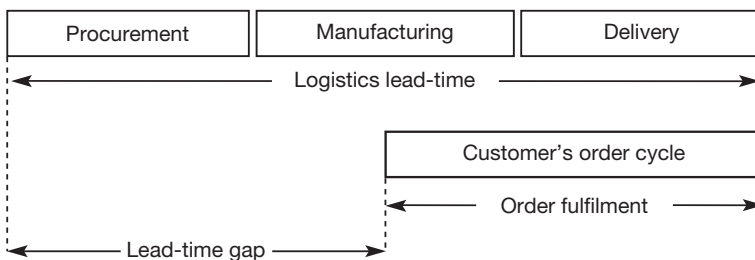 Procurement
Manufacturing
Delivery
Logistics lead-time
Customer’s order cycle
Order fulfilment
Lead-time gap